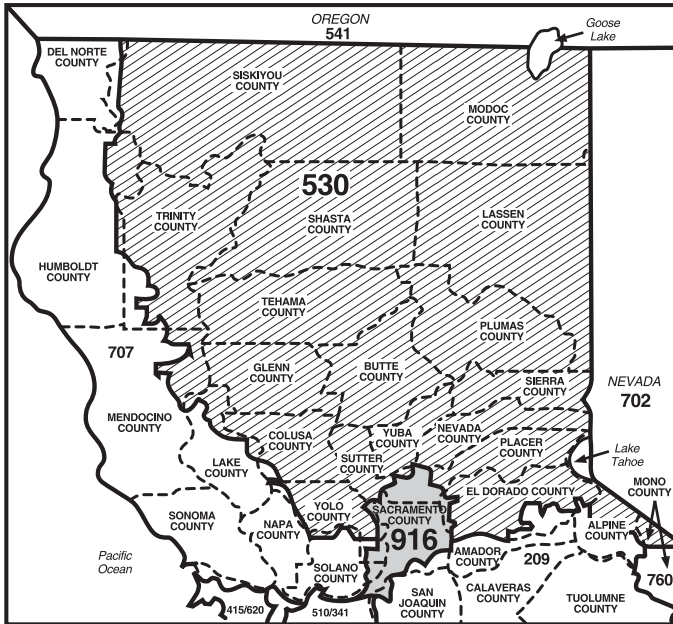 OREGON
541
Goose
Lake
DEL NORTE
COUNTY
SISKIYOU
COUNTY
MODOC
COUNTY
530
TRINITY
COUNTY
SHASTA
COUNTY
LASSEN
COUNTY
HUMBOLDT
COUNTY
TEHAMA
COUNTY
PLUMAS
COUNTY
707
GLENN
COUNTY
BUTTE
COUNTY
SIERRA
COUNTY
NEVADA
702
MENDOCINO
COUNTY
COLUSA
COUNTY
YUBA
COUNTY
NEVADA
COUNTY
PLACER
COUNTY
SUTTER
COUNTY
Lake
Tahoe
LAKE
COUNTY
EL DORADO COUNTY
MONO
COUNTY
SONOMA
COUNTY
NAPA
COUNTY
YOLO
COUNTY
SACRAMENTO
COUNTY
916
ALPINE
COUNTY
Pacific
Ocean
SOLANO
COUNTY
AMADOR
COUNTY
209
760
415/620
510/341
SAN
JOAQUIN
COUNTY
CALAVERAS
COUNTY
TUOLUMNE
COUNTY